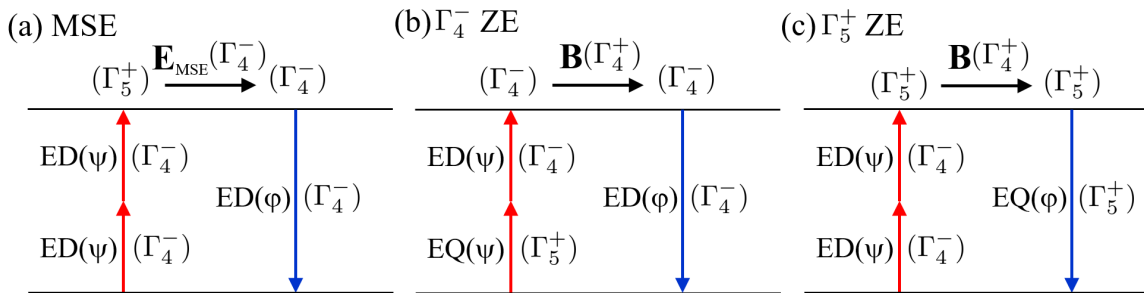 (a) MSE
E_MSE(Γ₄⁻)
(Γ₅⁺) (Γ₄⁻)
ED(ψ) (Γ₄⁻)
ED(φ) (Γ₄⁻)
ED(ψ) (Γ₄⁻)
(b) Γ₄⁻ ZE
B(Γ₄⁺)
(Γ₄⁻) (Γ₄⁻)
ED(ψ) (Γ₄⁻)
ED(φ) (Γ₄⁻)
EQ(ψ) (Γ₅⁺)
(c) Γ₅⁺ ZE
B(Γ₄⁺)
(Γ₅⁺) (Γ₅⁺)
ED(ψ) (Γ₄⁻)
EQ(φ) (Γ₅⁺)
ED(ψ) (Γ₄⁻)